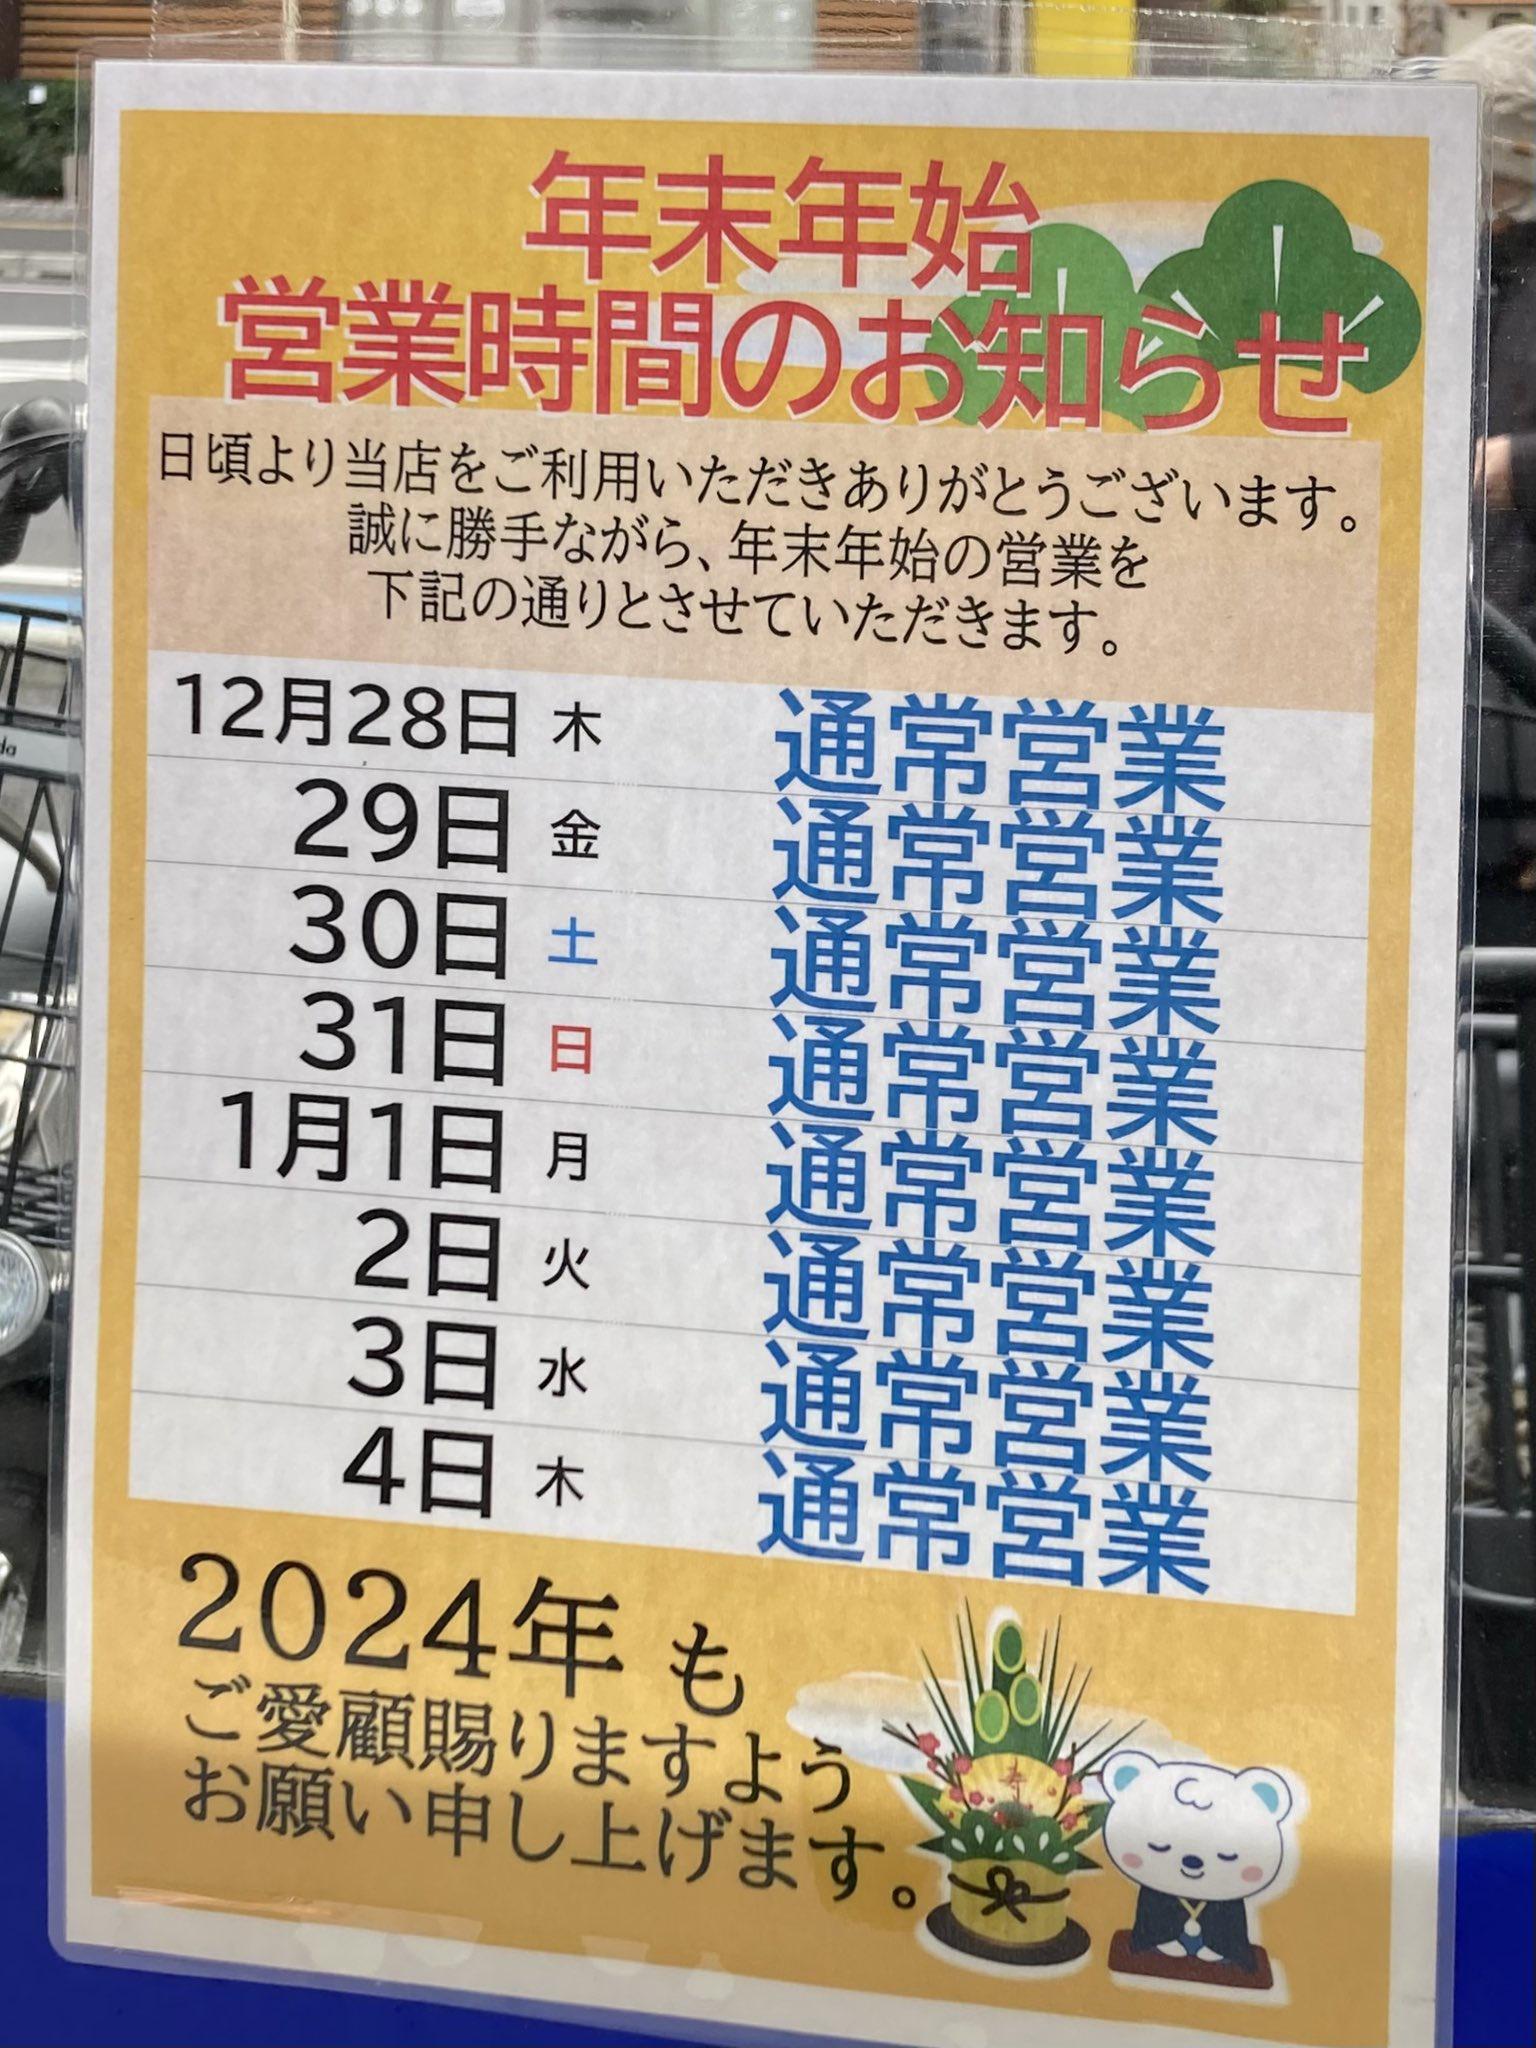 年末年始
営業時間のお知らせ
日頃より当店をご利用いただきありがとうございます。
誠に勝手ながら、年末年始の営業を
下記の通りとさせていただきます。
12月28日 木 通常営業
29日 金 通常営業
30日 土 通常営業
31日 日 通常営業
1月1日 月 通常営業
2日 火 通常営業
3日 水 通常営業
4日 木 通常営業
2024年も
ご愛顧賜りますよう
お願い申し上げます。
寿